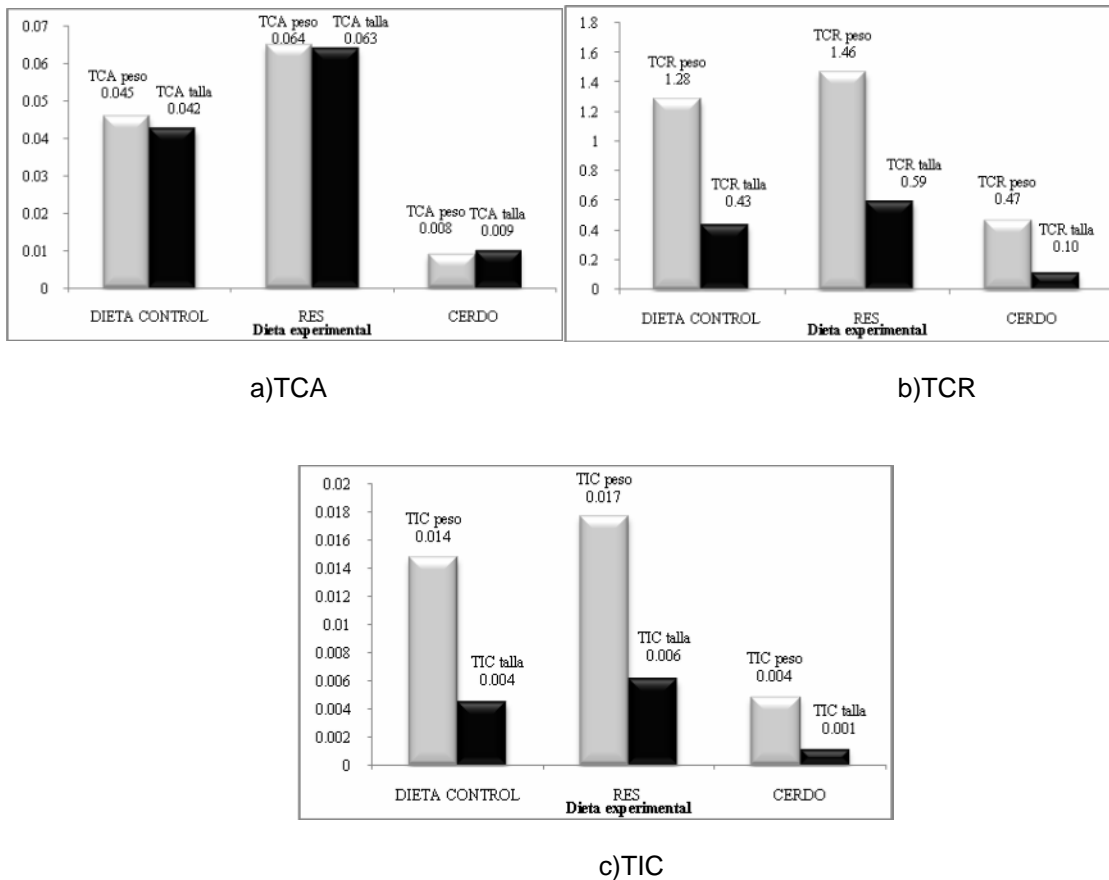 0.07
0.06
0.05
0.04
0.03
0.02
0.01
0
TCA peso
0.045
TCA talla
0.042
TCA peso
0.064
TCA talla
0.063
TCA peso
0.008
TCA talla
0.009
DIETA CONTROL RES CERDO
Dieta experimental
a)TCA
1.8
1.6
1.4
1.2
1
0.8
0.6
0.4
0.2
0
TCR peso
1.28
TCR talla
0.43
TCR peso
1.46
TCR talla
0.59
TCR peso
0.47
TCR talla
0.10
DIETA CONTROL RES CERDO
Dieta experimental
b)TCR
0.02
0.018
0.016
0.014
0.012
0.01
0.008
0.006
0.004
0.002
0
TIC peso
0.014
TIC talla
0.004
TIC peso
0.017
TIC talla
0.006
TIC peso
0.004
TIC talla
0.001
DIETA CONTROL RES CERDO
Dieta experimental
c)TIC